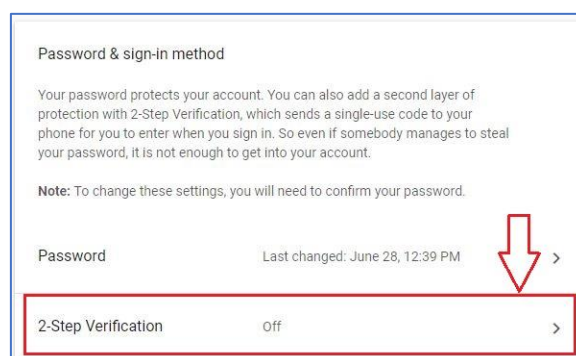 Password & sign-in method
Your password protects your account. You can also add a second layer of
protection with 2-Step Verification, which sends a single-use code to your
phone for you to enter when you sign in. So even if somebody manages to steal
your password, it is not enough to get into your account.
Note: To change these settings, you will need to confirm your password.
Password Last changed: June 28, 12:39 PM
2-Step Verification Off